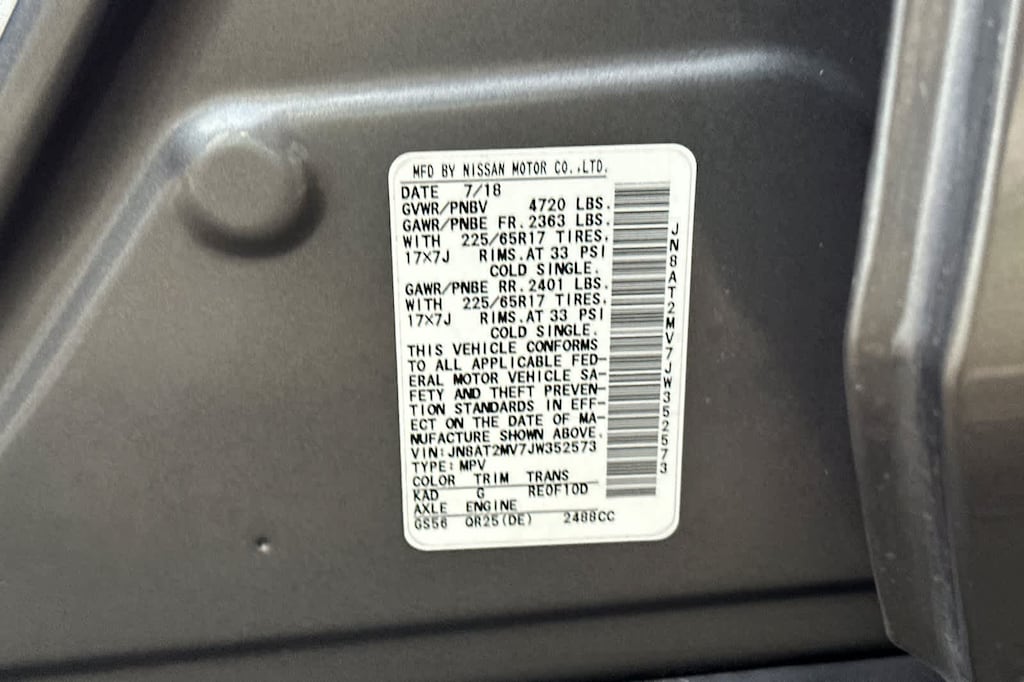 MFD BY NISSAN MOTOR CO.,LTD.
DATE 7/18
GVWR/PNBV 4720 LBS.
GAWR/PNBE FR. 2363 LBS.
WITH 225/65R17 TIRES.
17×7J RIMS.AT 33 PSI
COLD SINGLE.
GAWR/PNBE RR. 2401 LBS.
WITH 225/65R17 TIRES.
17×7J RIMS.AT 33 PSI
COLD SINGLE.
THIS VEHICLE CONFORMS
TO ALL APPLICABLE FED-
ERAL MOTOR VEHICLE SA-
FETY AND THEFT PREVEN-
TION STANDARDS IN EFF-
ECT ON THE DATE OF MA-
NUFACTURE SHOWN ABOVE.
VIN:JN8AT2MV7JW352573
TYPE:MPV
COLOR TRIM TRANS
KAD G RE0F10D
AXLE ENGINE
GS56 QR25(DE) 2488CC
JN8AT2MV7JW352573